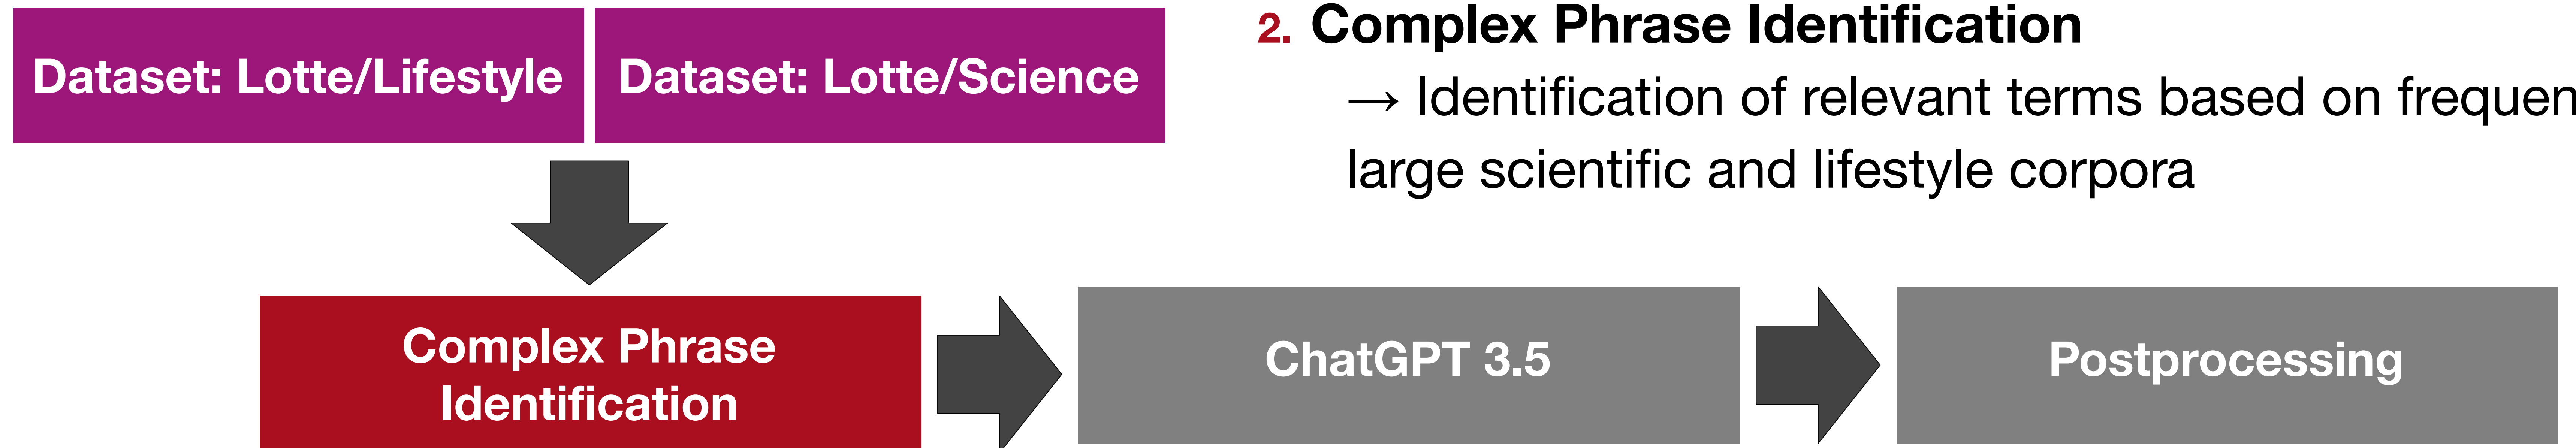 Dataset: Lotte/Lifestyle
Dataset: Lotte/Science
2. Complex Phrase Identification
→ Identification of relevant terms based on
large scientific and lifestyle corpora
Complex Phrase
Identification
ChatGPT 3.5
Postprocessing